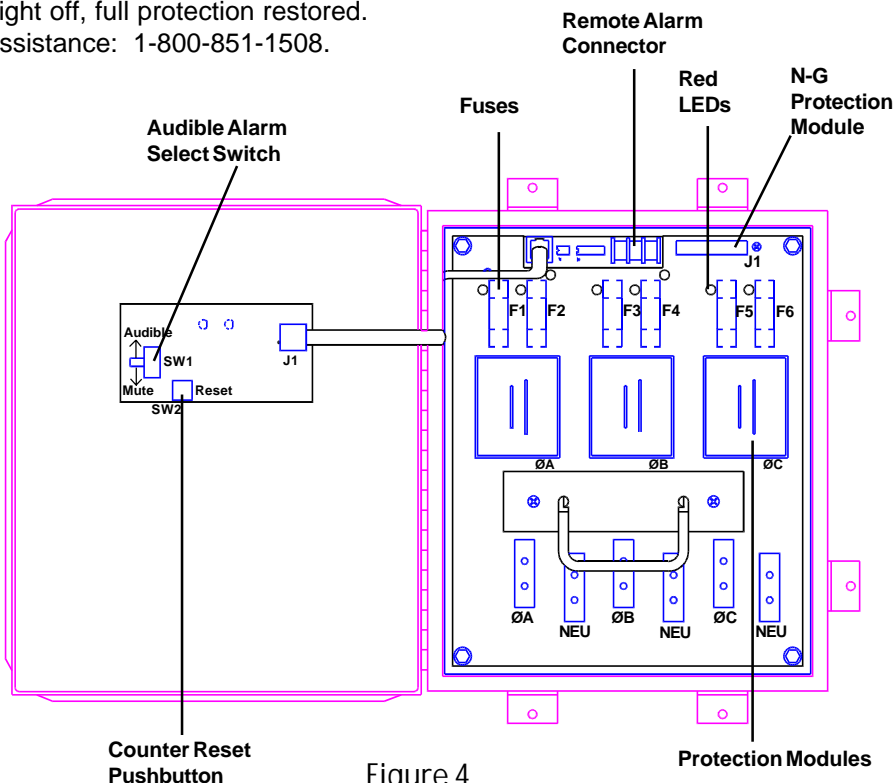 ight off, full protection restored.
ssistance: 1-800-851-1508.
Remote Alarm
Connector
Red
LEDs
N-G
Protection
Module
Fuses
Audible Alarm
Select Switch
J1
F1
F2
F3
F4
F5
F6
Audible
SW1
J1
Mute
Reset
SW2
ØA
ØB
ØC
ØA
NEU
ØB
NEU
ØC
NEU
Counter Reset
Pushbutton
Figure 4
Protection Modules